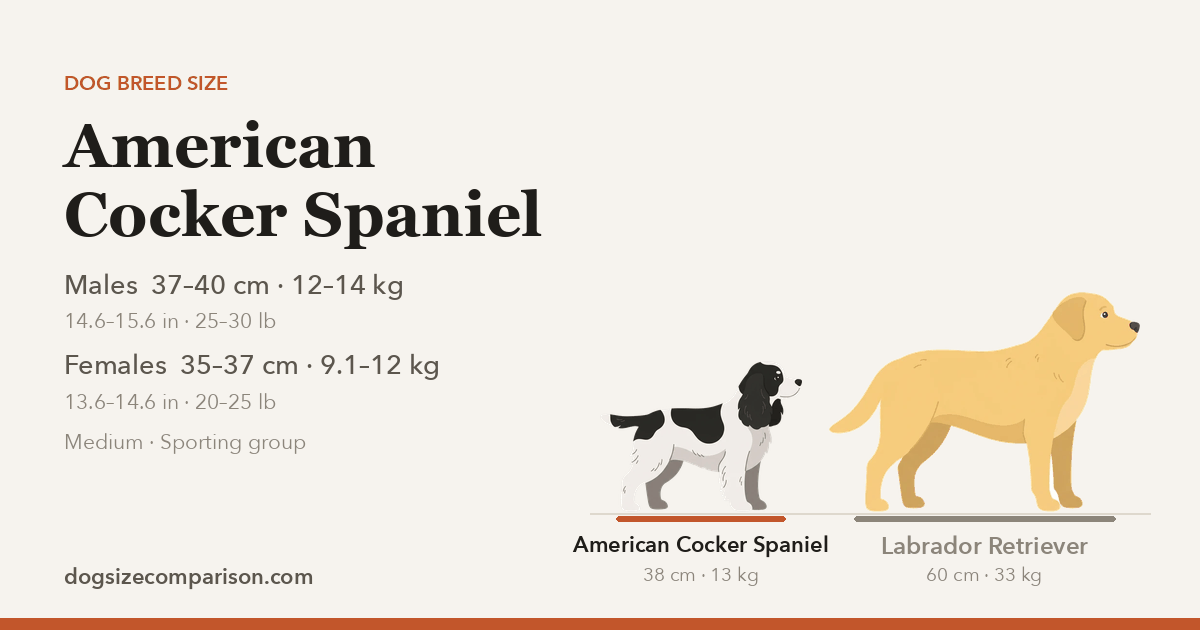 DOG BREED SIZE
American
Cocker Spaniel
Males 37–40 cm · 12–14 kg
14.6–15.6 in · 25–30 lb
Females 35–37 cm · 9.1–12 kg
13.6–14.6 in · 20–25 lb
Medium · Sporting group
American Cocker Spaniel
38 cm · 13 kg
Labrador Retriever
60 cm · 33 kg
dogsizecomparison.com